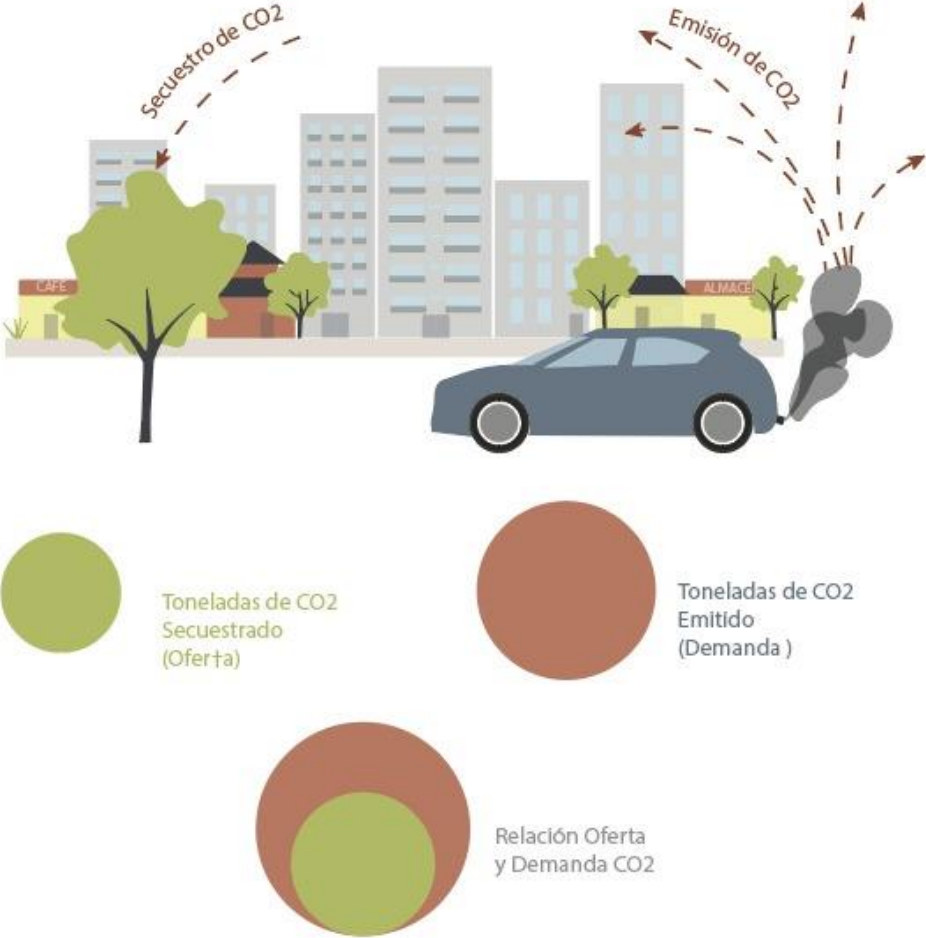 Secuestro de CO2
Emisión de CO2
CAFE
ALMACE
Toneladas de CO2
Secuestrado
(Ofer†a)
Toneladas de CO2
Emitido
(Demanda )
Relación Oferta
y Demanda CO2